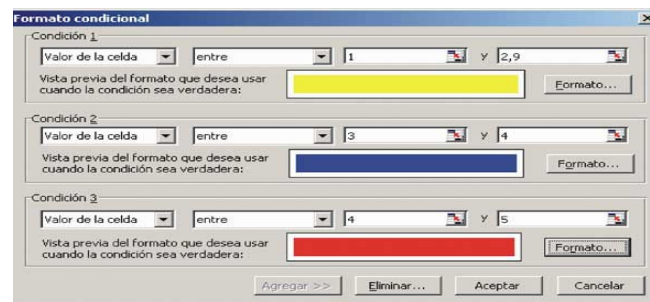 Formato condicional
Condición 1
Valor de la celda entre 1 y 2,9
Vista previa del formato que desea usar
cuando la condición sea verdadera:
Formato...
Condición 2
Valor de la celda entre 3 y 4
Vista previa del formato que desea usar
cuando la condición sea verdadera:
Formato...
Condición 3
Valor de la celda entre 4 y 5
Vista previa del formato que desea usar
cuando la condición sea verdadera:
Formato...
Agregar >> Eliminar... Aceptar Cancelar